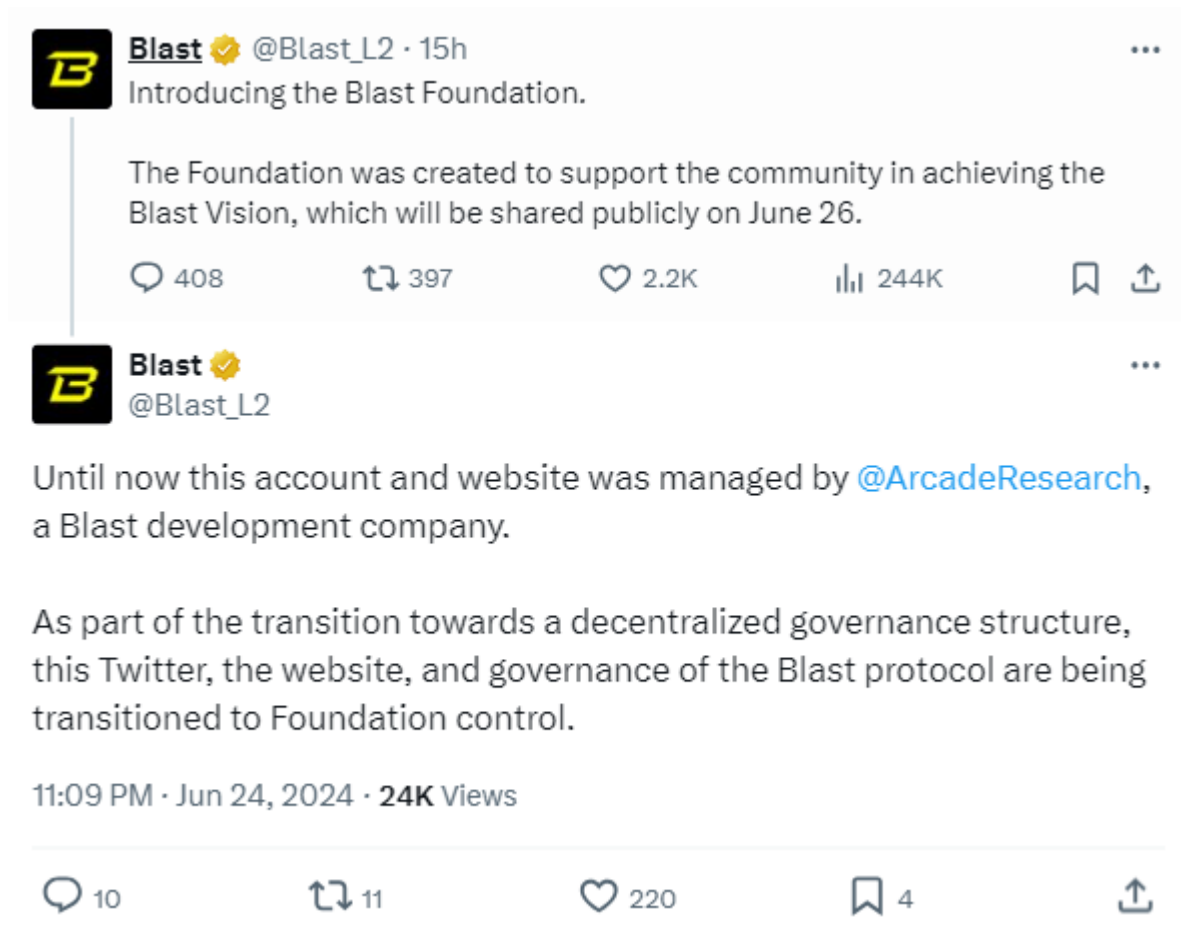 Blast @Blast_L2 · 15h
Introducing the Blast Foundation.
The Foundation was created to support the community in achieving the
Blast Vision, which will be shared publicly on June 26.
408 397 2.2K 244K
Blast
@Blast_L2
Until now this account and website was managed by @ArcadeResearch,
a Blast development company.
As part of the transition towards a decentralized governance structure,
this Twitter, the website, and governance of the Blast protocol are being
transitioned to Foundation control.
11:09 PM · Jun 24, 2024 · 24K Views
10 11 220 4